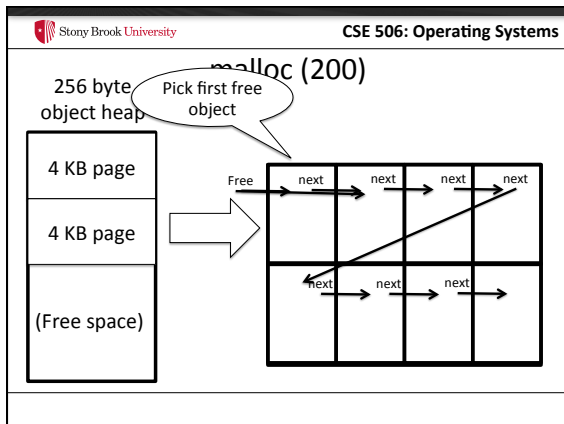 Stony Brook University
CSE 506: Operating Systems
malloc (200)
256 byte
object heap
Pick first free
object
4 KB page
4 KB page
(Free space)
Free
next
next
next
next
next
next
next